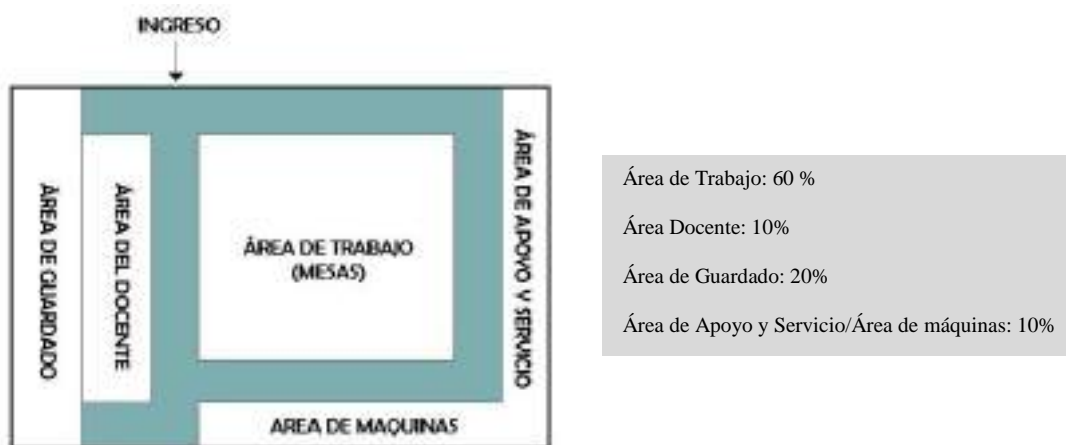 INGRESO
ÁREA DE GUARDADO
ÁREA DEL DOCENTE
ÁREA DE TRABAJO
(MESAS)
ÁREA DE APOYO Y SERVICIO
AREA DE MAQUINAS
Área de Trabajo: 60 %
Área Docente: 10%
Área de Guardado: 20%
Área de Apoyo y Servicio/Área de máquinas: 10%